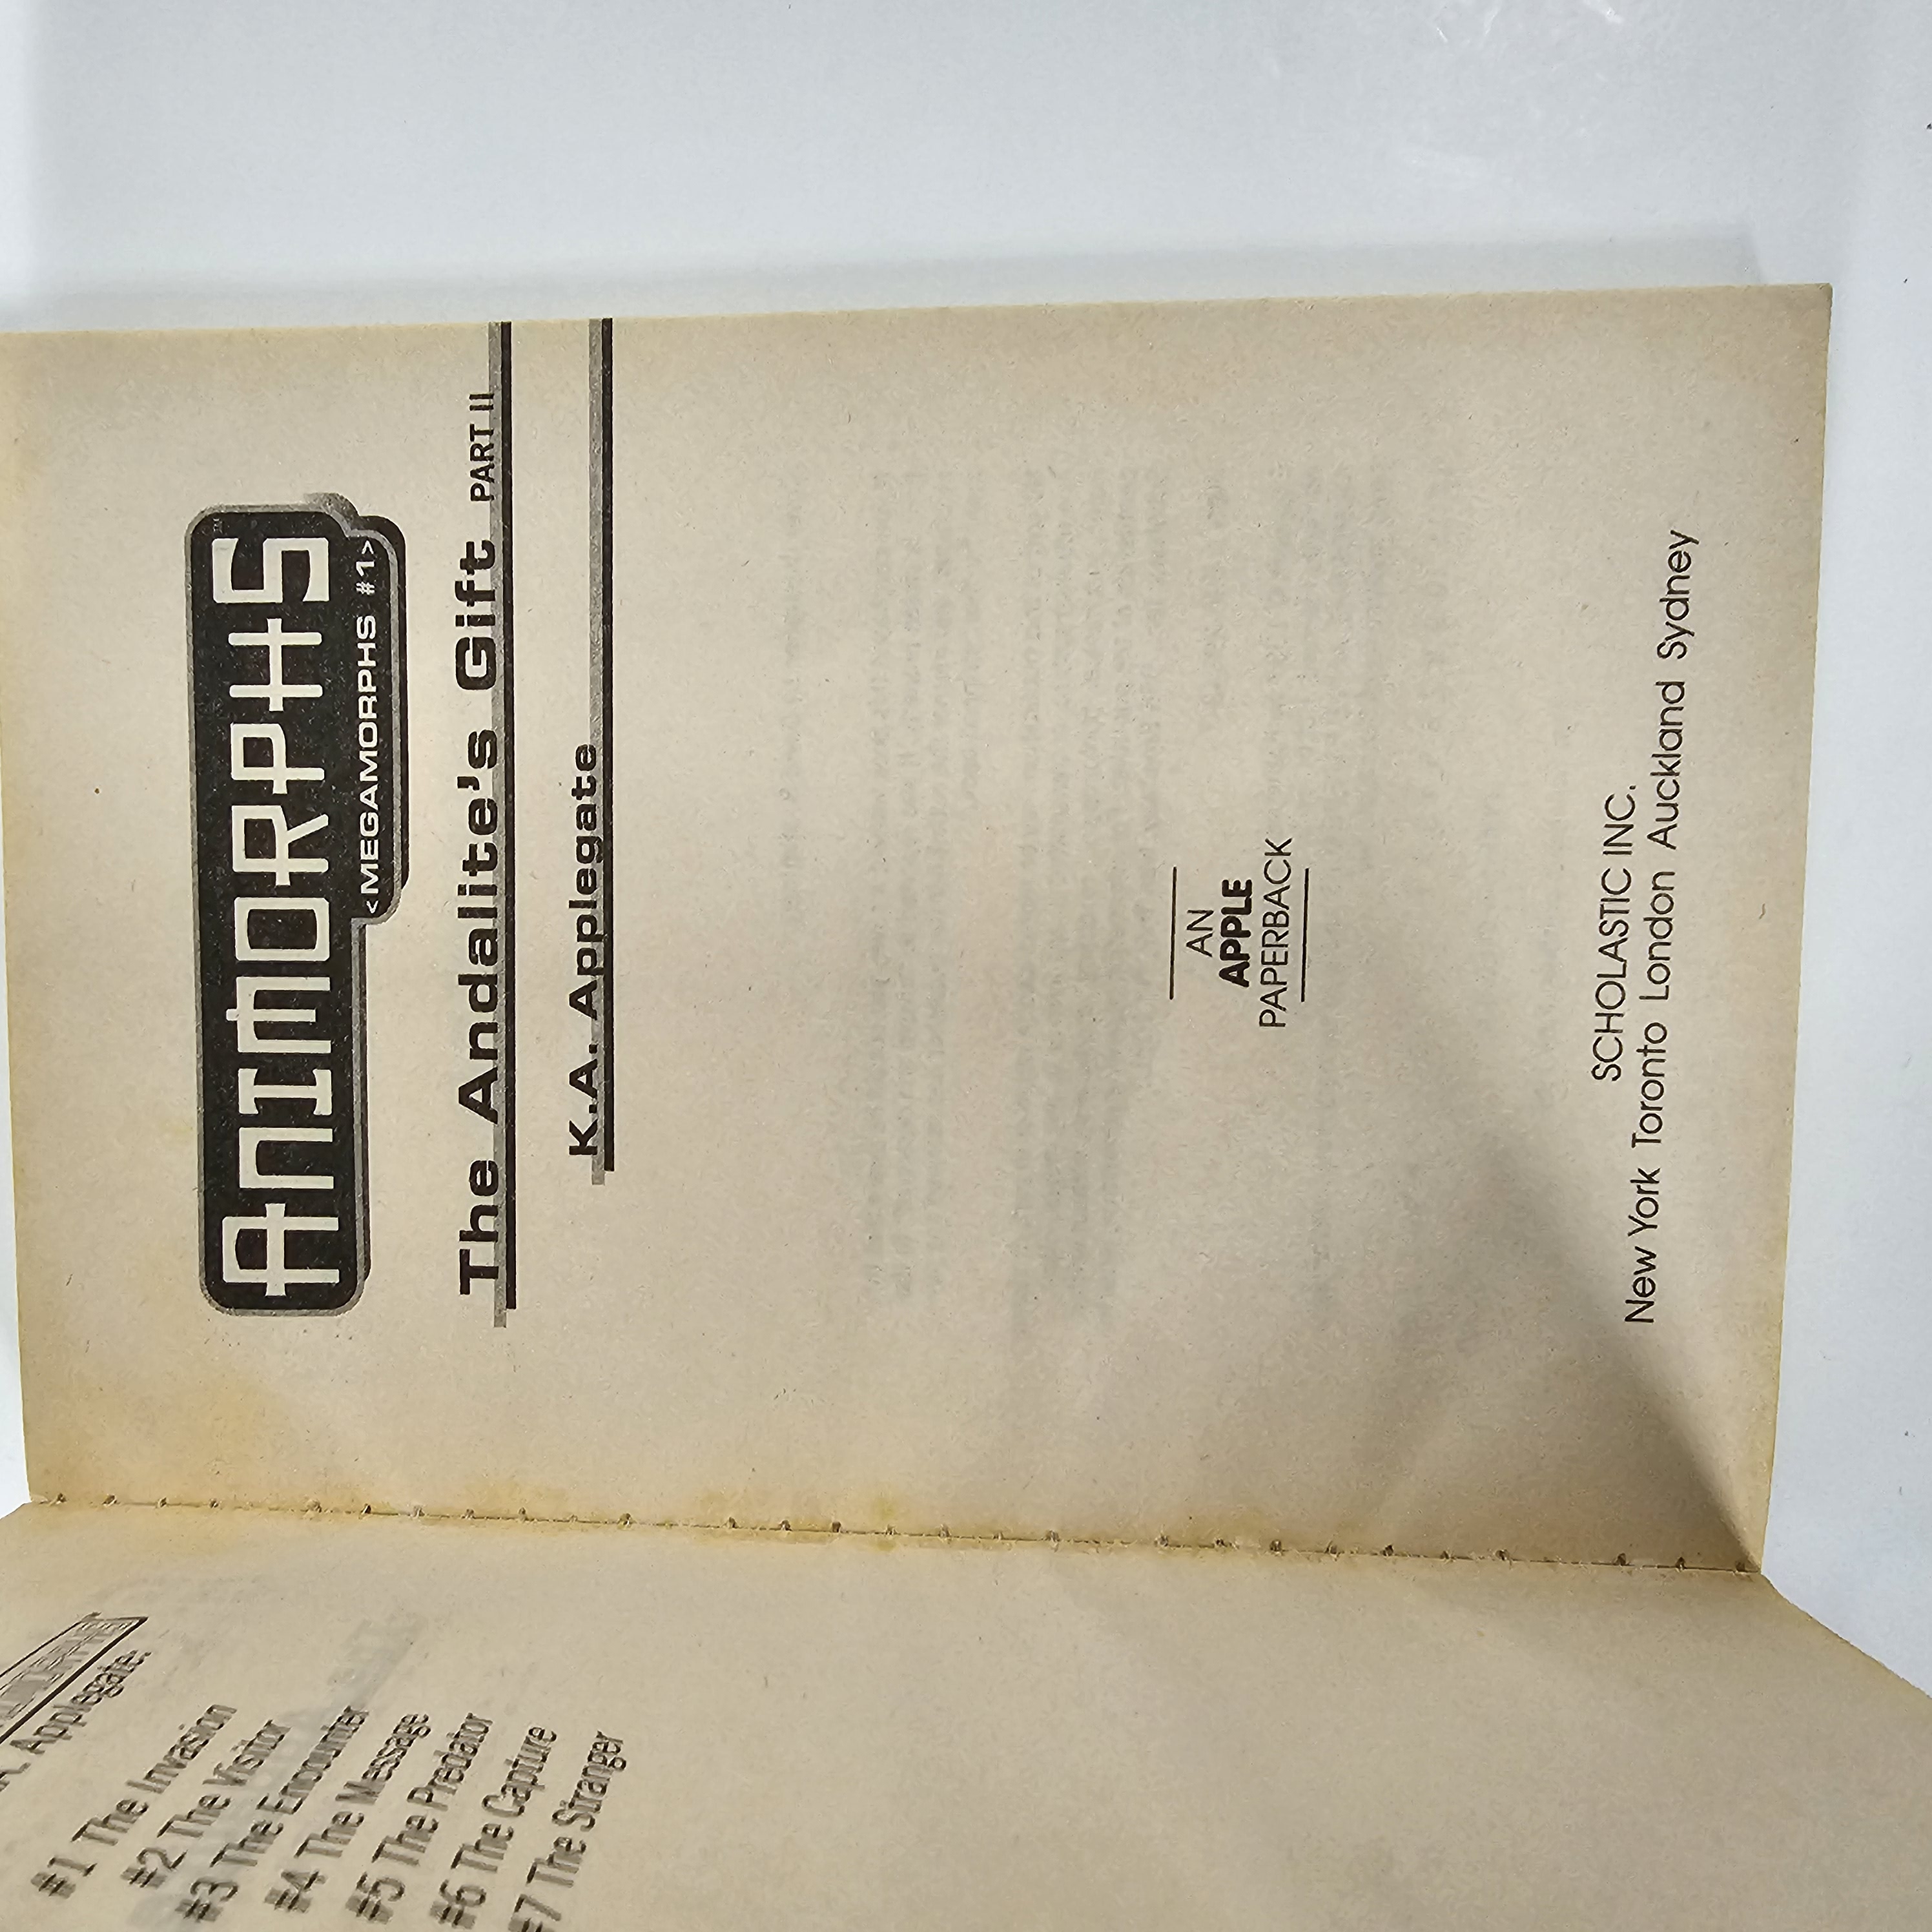 Applegate:
#1 The Invasion
#2 The Visitor
#3 The Encounter
#4 The Message
#5 The Predator
#6 The Capture
#7 The Stranger
ANIMORPHS™
<MEGAMORPHS #1>
The Andalite's Gift PART II
K.A. Applegate
AN
APPLE
PAPERBACK
SCHOLASTIC INC.
New York Toronto London Auckland Sydney